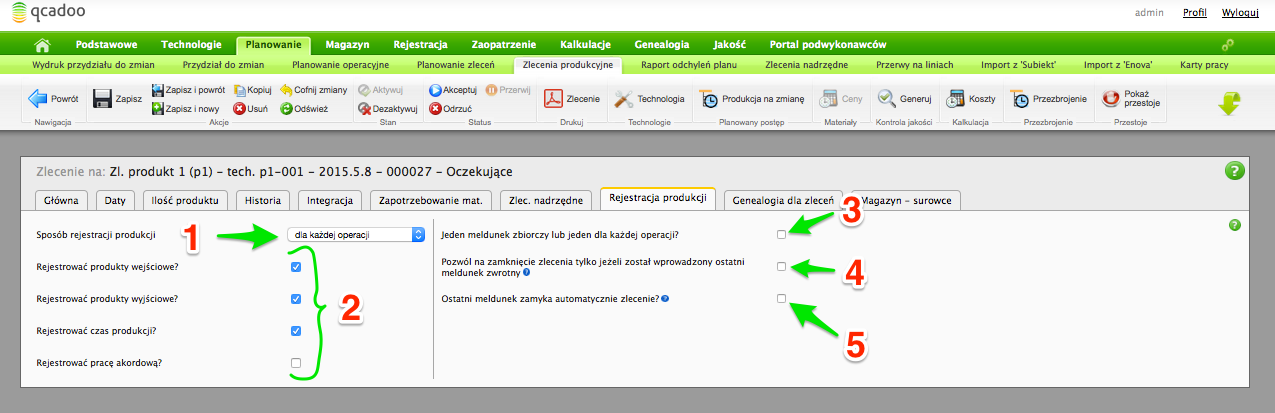 qcadoo
admin Profil Wyloguj
Podstawowe Technologie Planowanie Magazyn Rejestracja Zaopatrzenie Kalkulacje Genealogia Jakość Portal podwykonawców
Wydruk przydziału do zmian Przydział do zmian Planowanie operacyjne Planowanie zleceń Zlecenia produkcyjne Raport odchyleń planu Zlecenia nadrzędne Przerwy na liniach Import z 'Subiekt' Import z 'Enova' Karty pracy
Powrót Zapisz Zapisz i powrót Kopiuj Cofnij zmiany Aktywuj Akceptuj Przerwij Zlecenie Technologia Produkcja na zmianę Ceny Generuj Koszty Przezbrojenie Pokaż przestoje
Zapisz i nowy Usuń Odśwież Dezaktywuj Odrzuć
Nawigacja Akcje Stan Status Drukuj Technologie Planowany postęp Materiały Kontrola jakości Kalkulacja Przezbrojenie Przestoje
Zlecenie na: Zl. produkt 1 (p1) - tech. p1-001 - 2015.5.8 - 000027 - Oczekujące
?
Główna Daty Ilość produktu Historia Integracja Zapotrzebowanie mat. Zlec. nadrzędne Rejestracja produkcji Genealogia dla zleceń Magazyn - surowce
Sposób rejestracji produkcji 1 dla każdej operacji
Rejestrować produkty wejściowe?
Rejestrować produkty wyjściowe?
Rejestrować czas produkcji?
Rejestrować pracę akordową?
2
Jeden meldunek zbiorczy lub jeden dla każdej operacji? 3
?
Pozwól na zamknięcie zlecenia tylko jeżeli został wprowadzony ostatni
meldunek zwrotny ? 4
Ostatni meldunek zamyka automatycznie zlecenie? ?
5